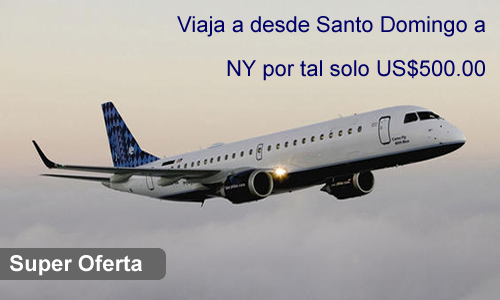 Viaja a desde Santo Domingo a
NY por tal solo US$500.00
Super Oferta